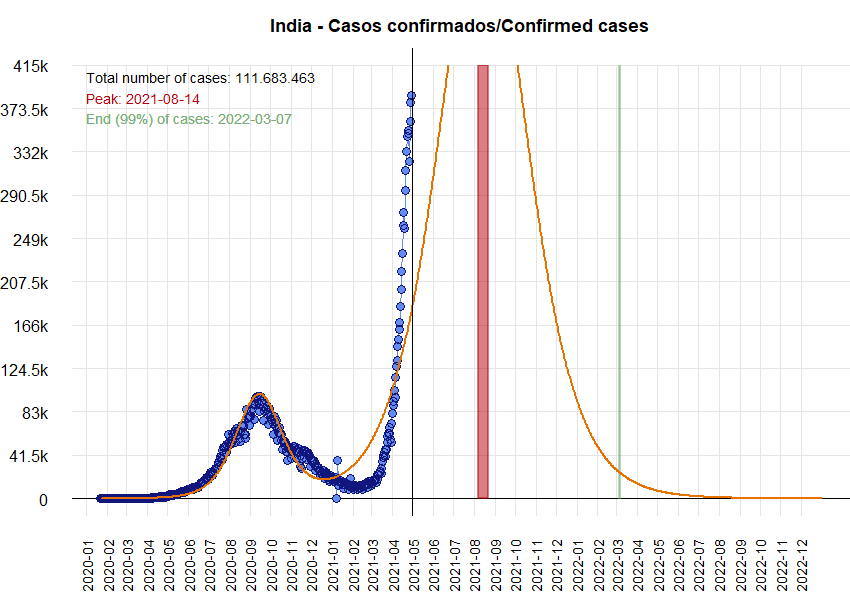 India - Casos confirmados/Confirmed cases
Total number of cases: 111.683.463
Peak: 2021-08-14
End (99%) of cases: 2022-03-07
415k
373.5k
332k
290.5k
249k
207.5k
166k
124.5k
83k
41.5k
0
2020-01
2020-02
2020-03
2020-04
2020-05
2020-06
2020-07
2020-08
2020-09
2020-10
2020-11
2020-12
2021-01
2021-02
2021-03
2021-04
2021-05
2021-06
2021-07
2021-08
2021-09
2021-10
2021-11
2021-12
2022-01
2022-02
2022-03
2022-04
2022-05
2022-06
2022-07
2022-08
2022-09
2022-10
2022-11
2022-12